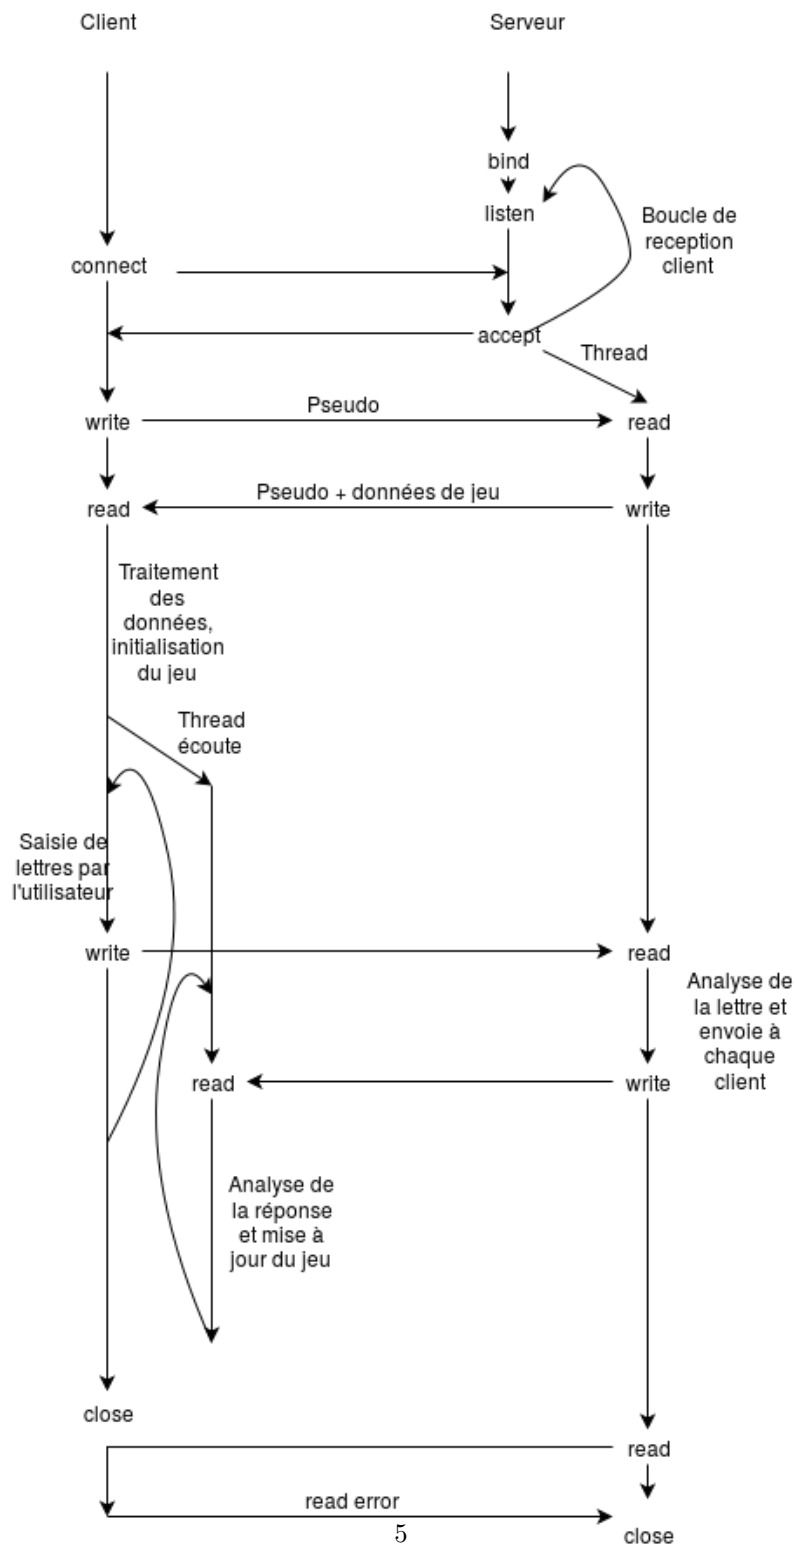 Client
Serveur
bind
listen
Boucle de
reception
client
connect
accept
Thread
write
Pseudo
read
read
Pseudo + données de jeu
write
Traitement
des
données,
initialisation
du jeu
Thread
écoute
Saisie de
lettres par
l'utilisateur
write
read
Analyse de
la lettre et
envoie à
chaque
client
read
write
Analyse de
la réponse
et mise à
jour du jeu
close
read
read error
close
5